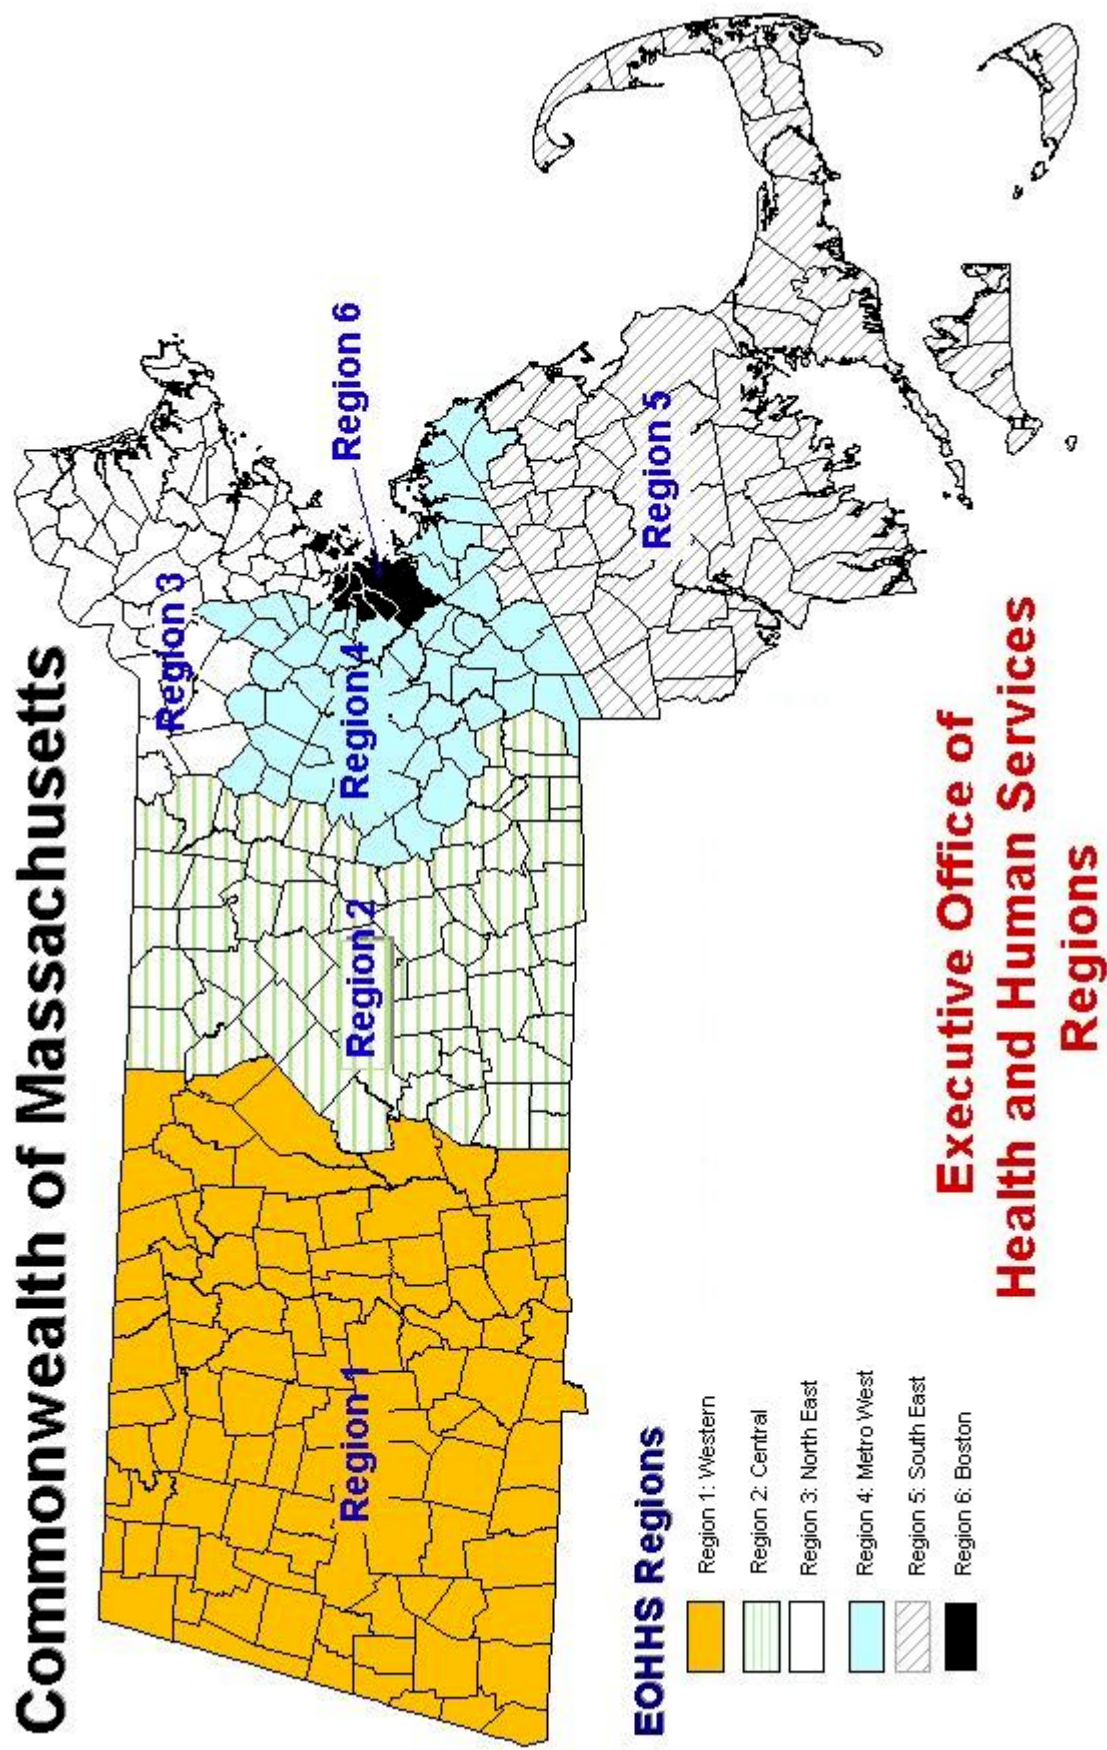 Commonwealth of Massachusetts
Region 1
Region 2
Region 3
Region 4
Region 5
Region 6
EOHHS Regions
Region 1: Western
Region 2: Central
Region 3: North East
Region 4: Metro West
Region 5: South East
Region 6: Boston
Executive Office of
Health and Human Services
Regions